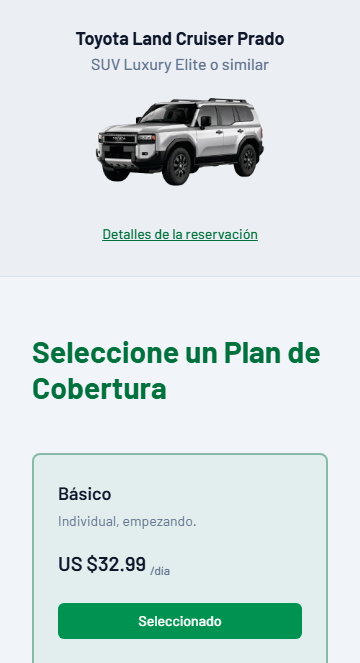 Toyota Land Cruiser Prado
SUV Luxury Elite o similar
Detalles de la reservación
Seleccione un Plan de
Cobertura
Básico
Individual, empezando.
US $32.99 /día
Seleccionado